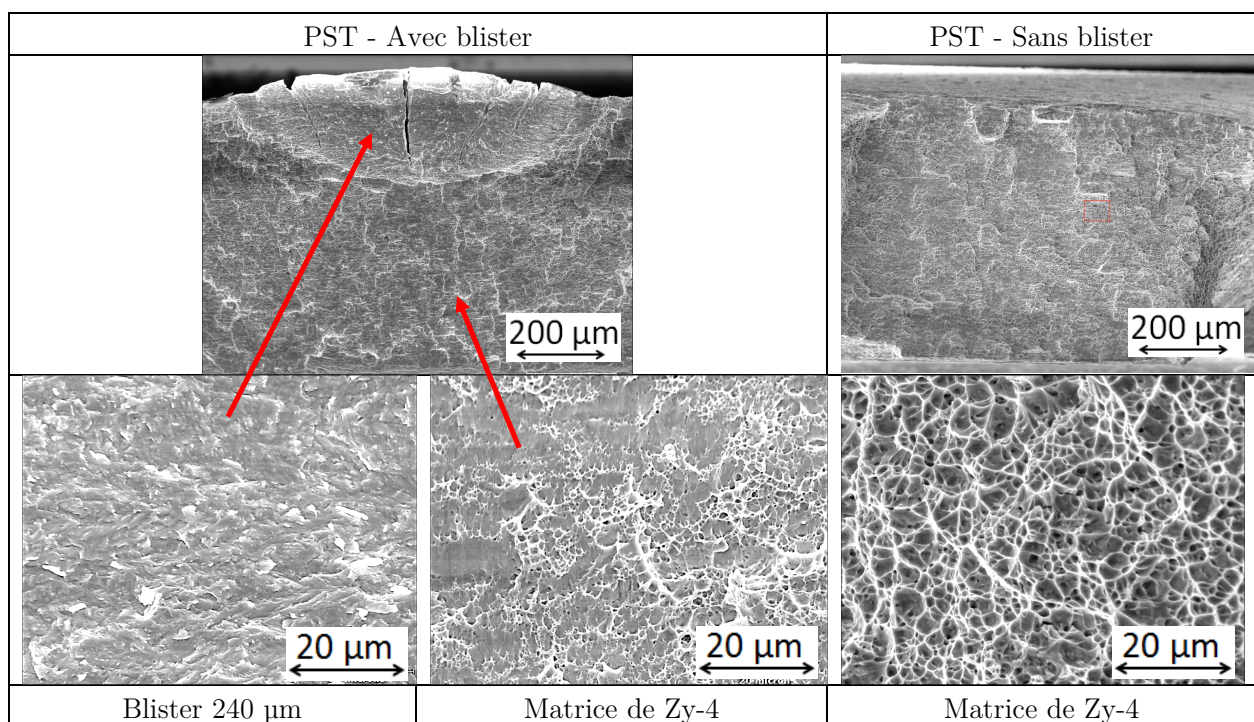 PST - Avec blister
PST - Sans blister
200 µm
200 µm
20 µm
20 µm
20 µm
Blister 240 µm
Matrice de Zy-4
Matrice de Zy-4